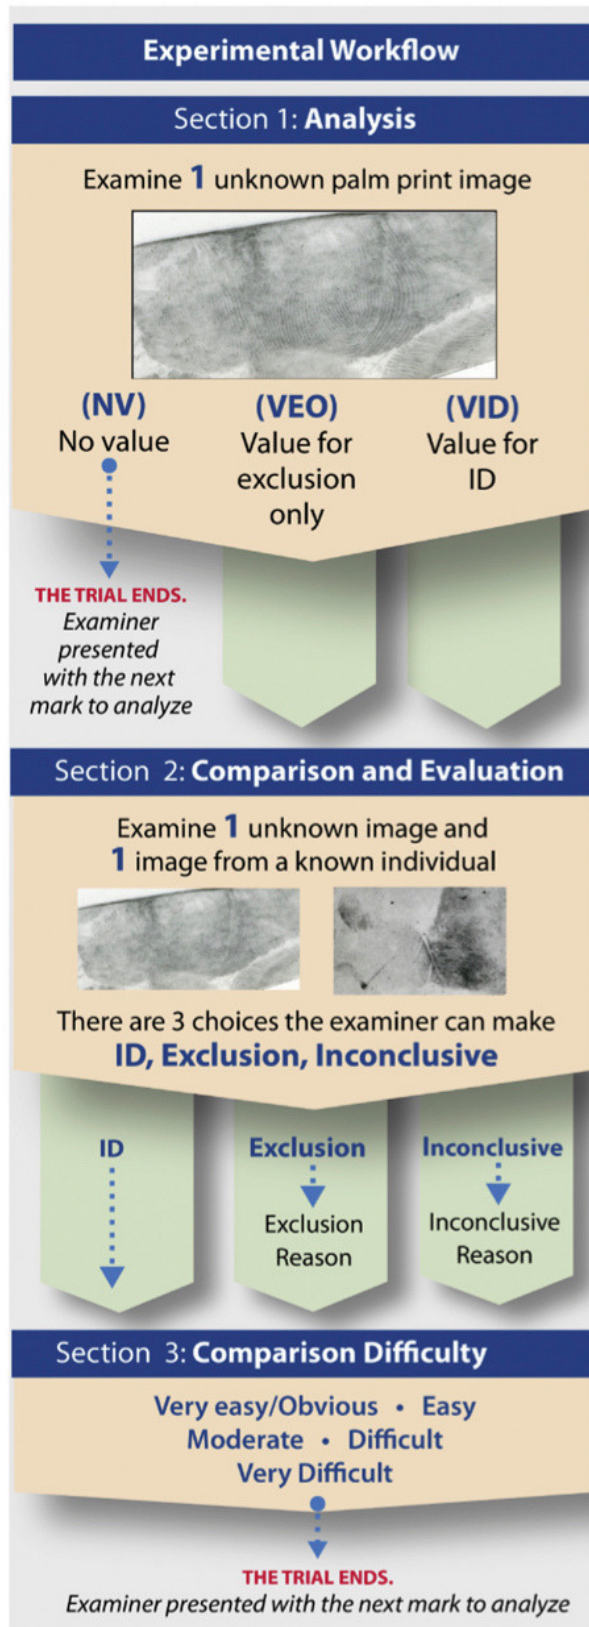 Experimental Workflow
Section 1: Analysis
Examine 1 unknown palm print image
(NV)
No value
(VEO)
Value for
exclusion
only
(VID)
Value for
ID
THE TRIAL ENDS.
Examiner
presented
with the next
mark to analyze
Section 2: Comparison and Evaluation
Examine 1 unknown image and
1 image from a known individual
There are 3 choices the examiner can make
ID, Exclusion, Inconclusive
ID
Exclusion
Exclusion
Reason
Inconclusive
Inconclusive
Reason
Section 3: Comparison Difficulty
Very easy/Obvious • Easy
Moderate • Difficult
Very Difficult
THE TRIAL ENDS.
Examiner presented with the next mark to analyze